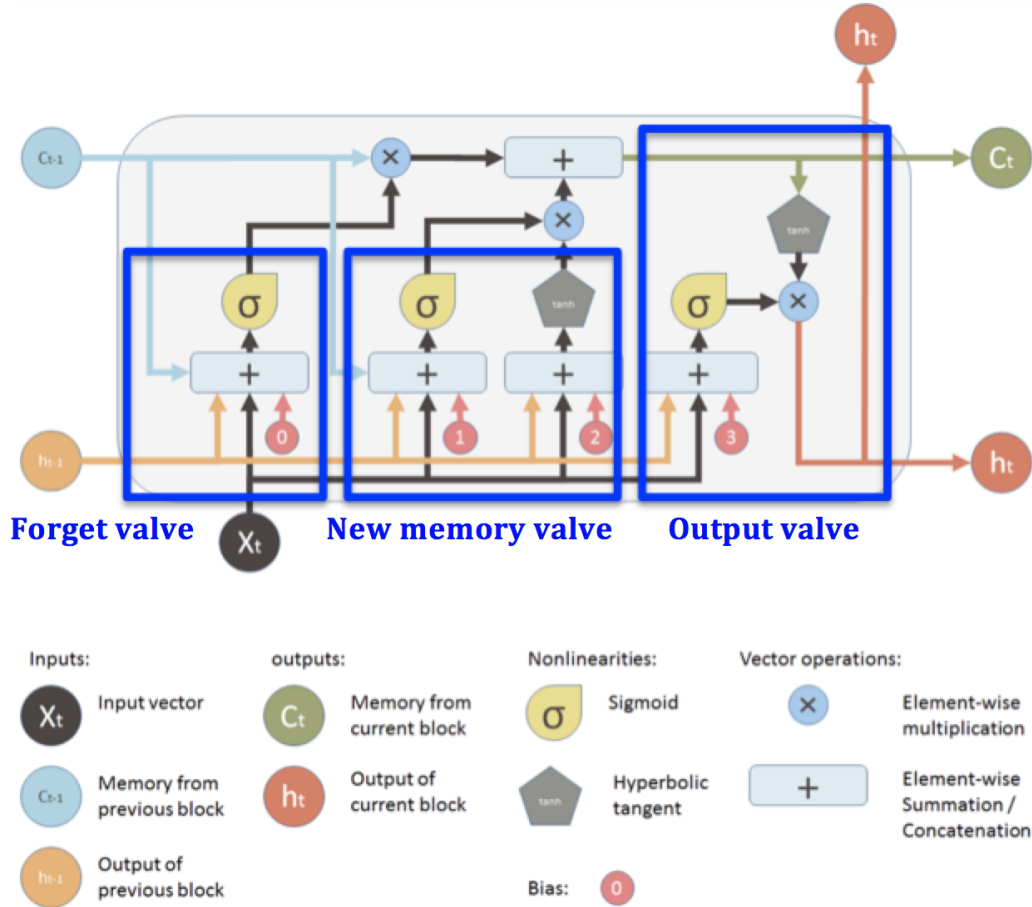 ht
Ct-1
×
+
Ct
×
tanh
σ
σ
tanh
σ
×
+
+
+
+
0
1
2
3
ht-1
ht
Forget valve
New memory valve
Output valve
Xt
Inputs:
outputs:
Nonlinearities:
Vector operations:
Xt
Input vector
Ct
Memory from
current block
σ
Sigmoid
×
Element-wise
multiplication
Ct-1
Memory from
previous block
ht
Output of
current block
tanh
Hyperbolic
tangent
+
Element-wise
Summation /
Concatenation
ht-1
Output of
previous block
Bias:
0